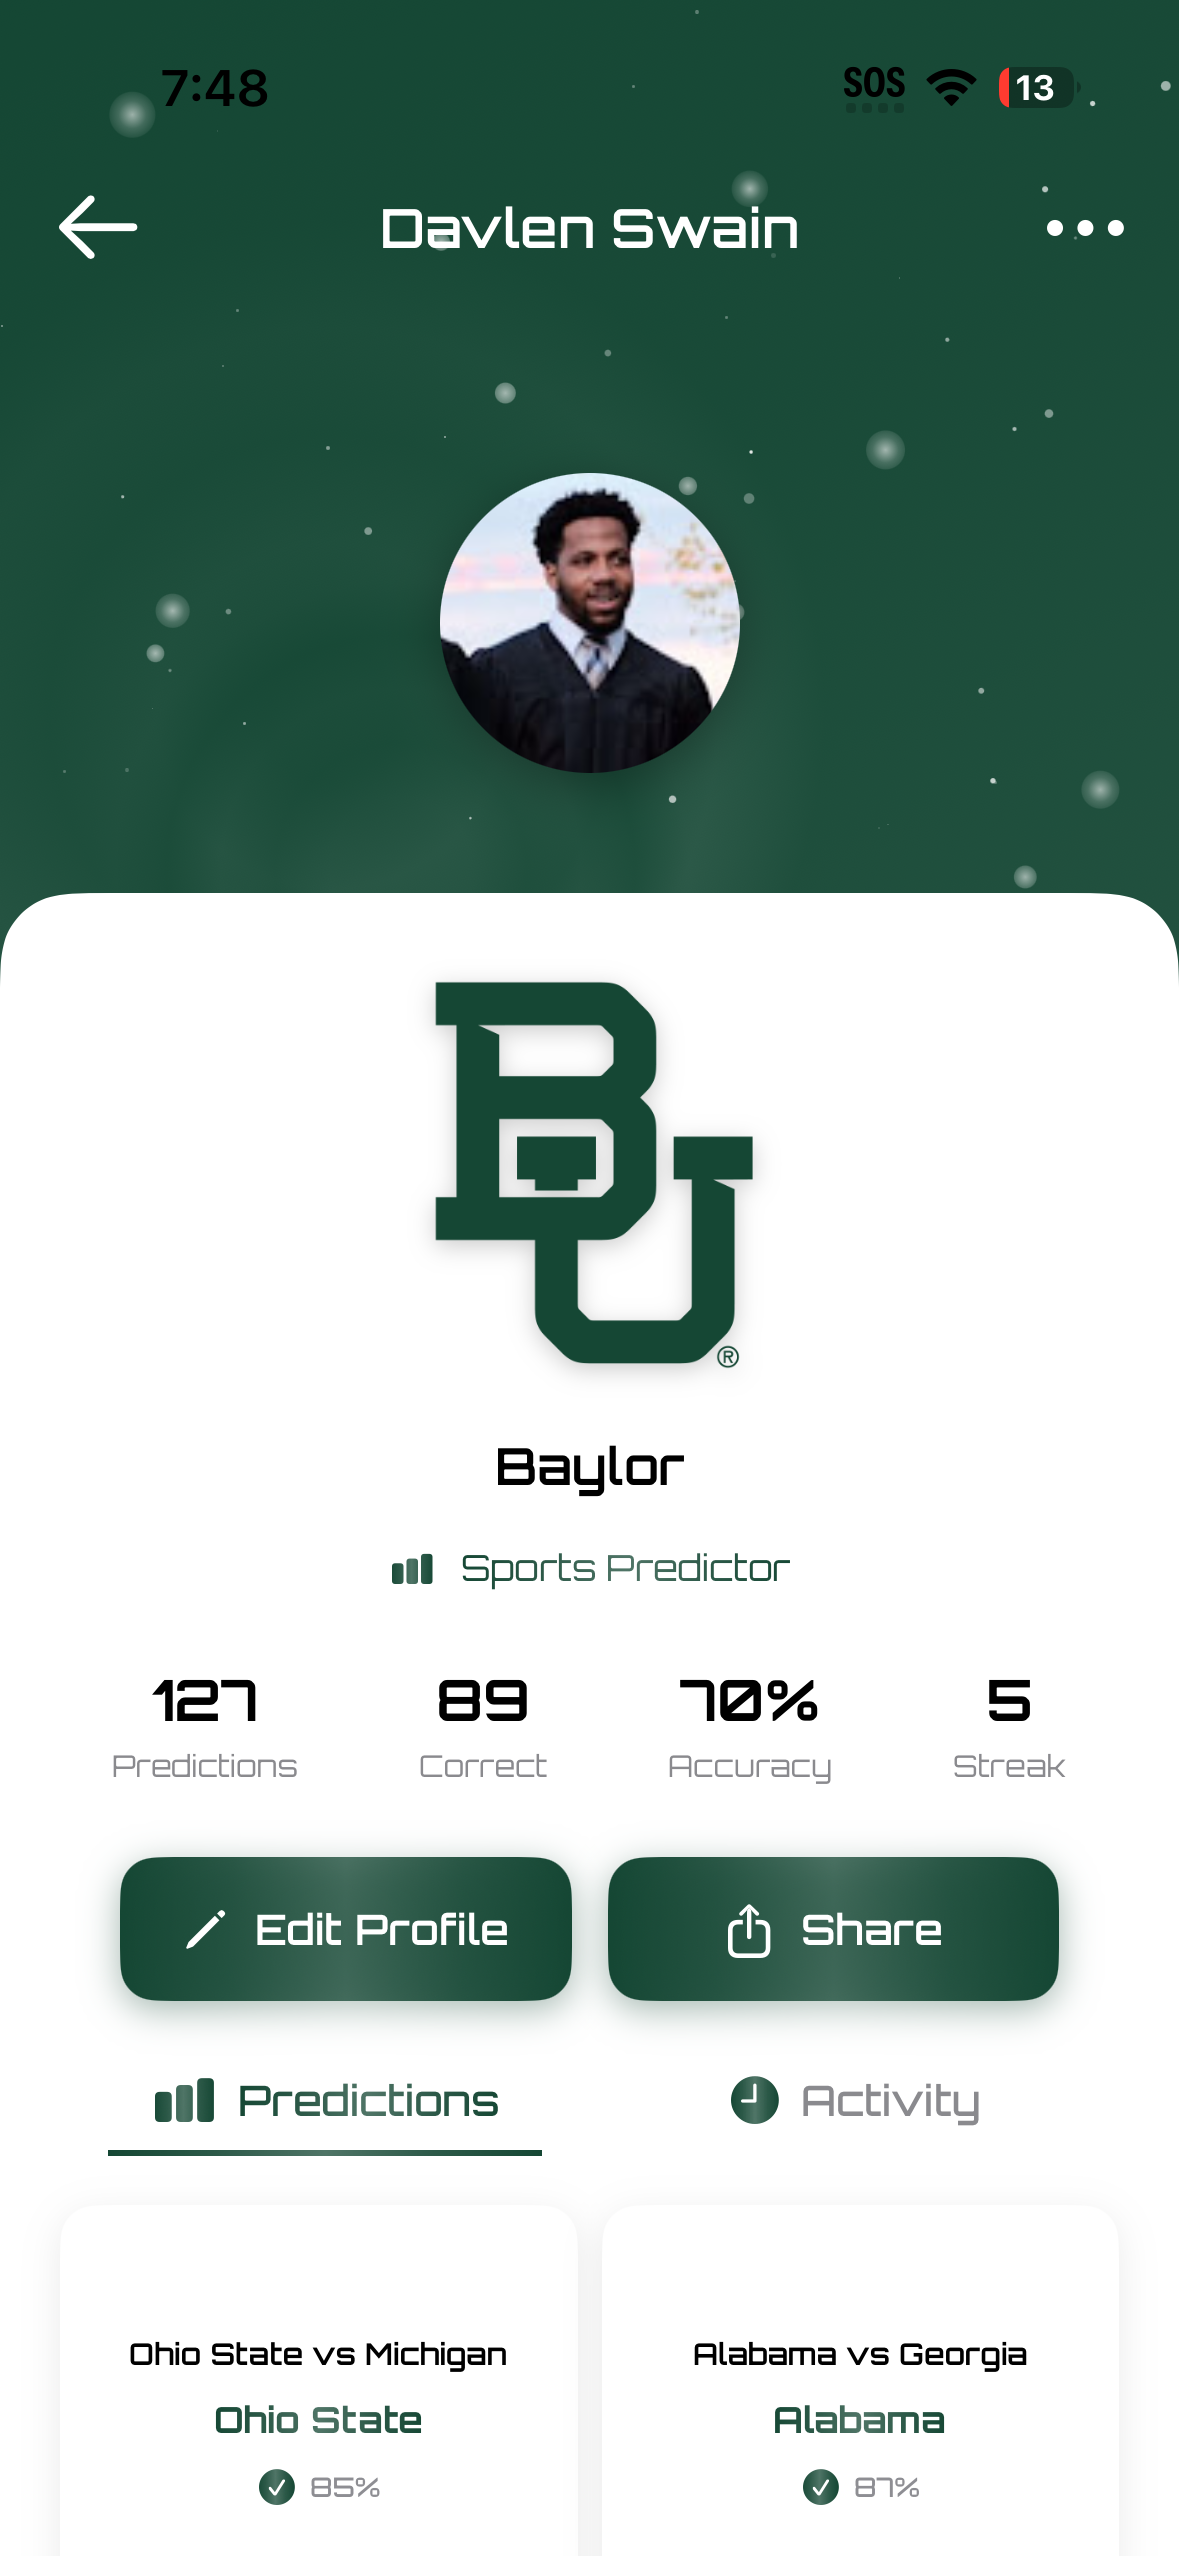 7:48 SOS 13
Davlen Swain
BU
®
Baylor
Sports Predictor
127 89 70% 5
Predictions Correct Accuracy Streak
Edit Profile Share
Predictions Activity
Ohio State vs Michigan Alabama vs Georgia
Ohio State Alabama
85% 87%